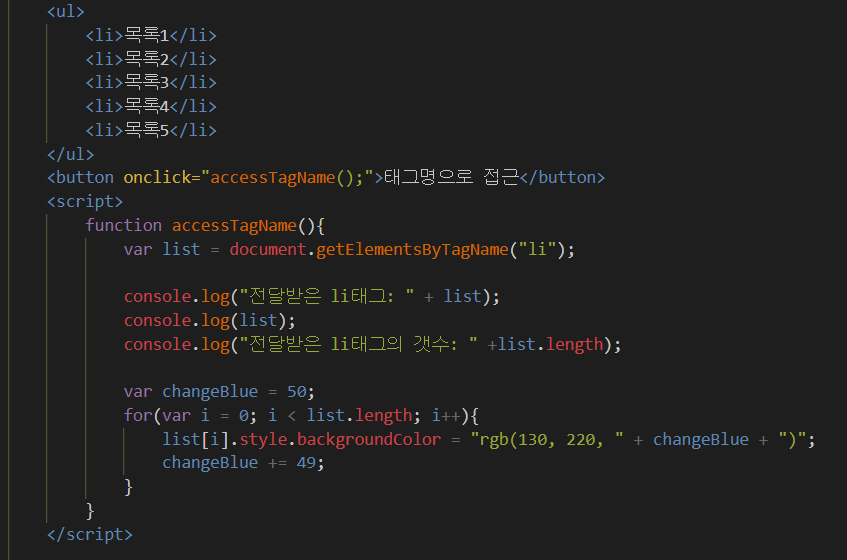 <ul>
<li>목록1</li>
<li>목록2</li>
<li>목록3</li>
<li>목록4</li>
<li>목록5</li>
</ul>
<button onclick="accessTagName();">태그명으로 접근</button>
<script>
function accessTagName(){
var list = document.getElementsByTagName("li");
console.log("전달받은 li태그: " + list);
console.log(list);
console.log("전달받은 li태그의 갯수: " +list.length);
var changeBlue = 50;
for(var i = 0; i < list.length; i++){
list[i].style.backgroundColor = "rgb(130, 220, " + changeBlue + ")";
changeBlue += 49;
}
}
</script>